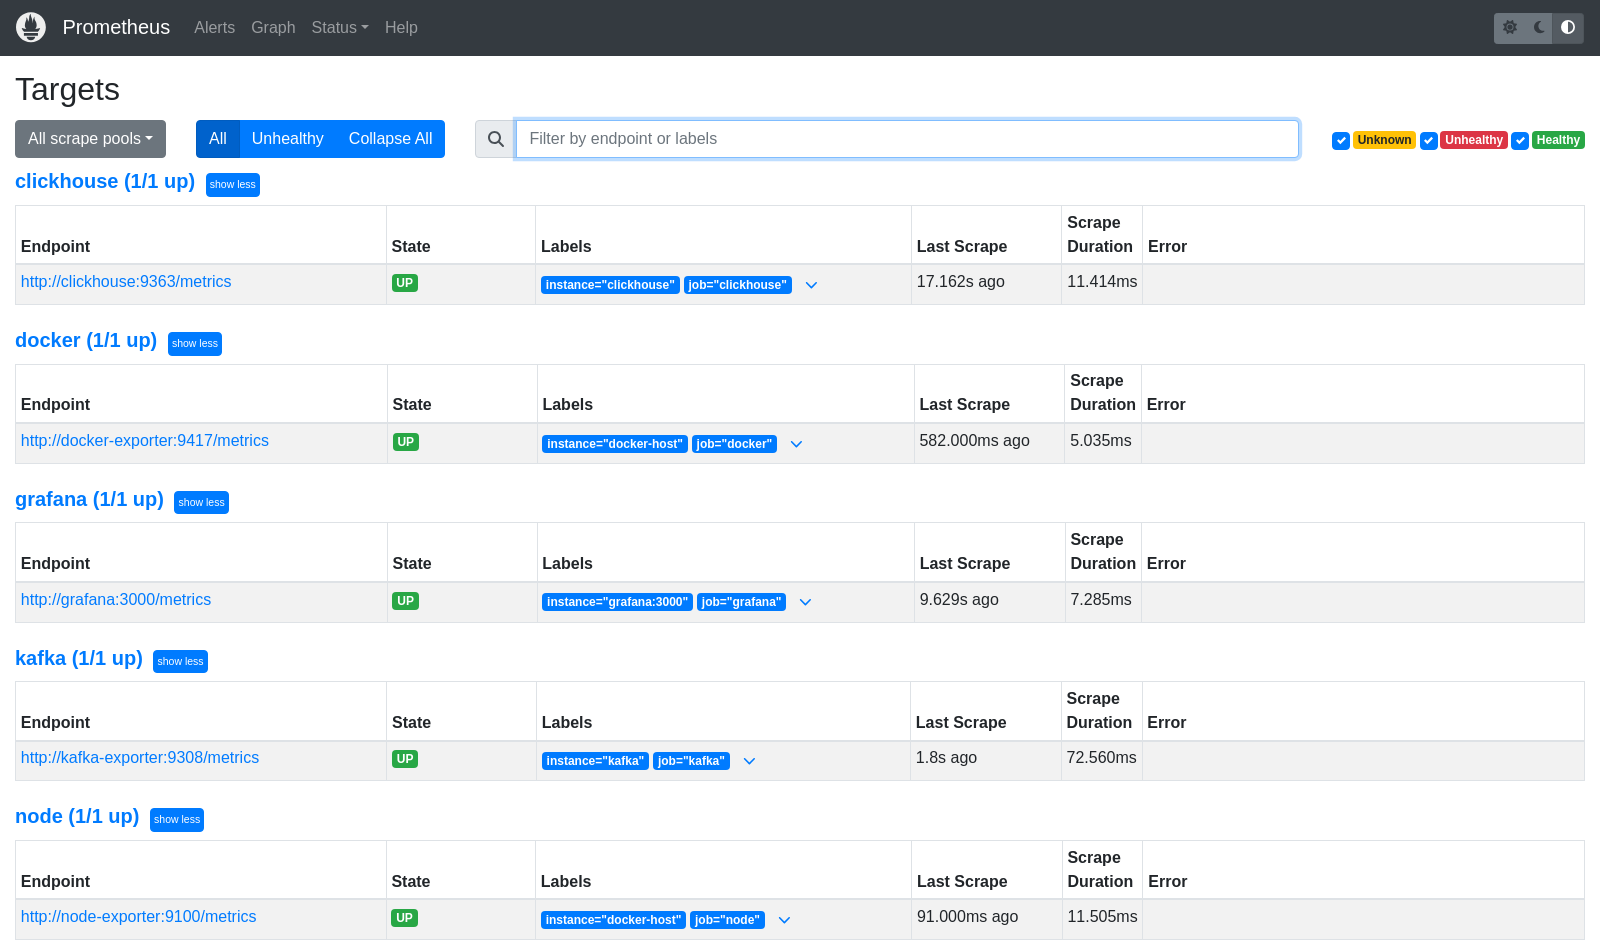 Prometheus Alerts Graph Status Help
Targets
All scrape pools All Unhealthy Collapse All Filter by endpoint or labels Unknown Unhealthy Healthy
clickhouse (1/1 up) show less
Endpoint State Labels Last Scrape Scrape Duration Error
http://clickhouse:9363/metrics UP instance="clickhouse" job="clickhouse" 17.162s ago 11.414ms
docker (1/1 up) show less
Endpoint State Labels Last Scrape Scrape Duration Error
http://docker-exporter:9417/metrics UP instance="docker-host" job="docker" 582.000ms ago 5.035ms
grafana (1/1 up) show less
Endpoint State Labels Last Scrape Scrape Duration Error
http://grafana:3000/metrics UP instance="grafana:3000" job="grafana" 9.629s ago 7.285ms
kafka (1/1 up) show less
Endpoint State Labels Last Scrape Scrape Duration Error
http://kafka-exporter:9308/metrics UP instance="kafka" job="kafka" 1.8s ago 72.560ms
node (1/1 up) show less
Endpoint State Labels Last Scrape Scrape Duration Error
http://node-exporter:9100/metrics UP instance="docker-host" job="node" 91.000ms ago 11.505ms